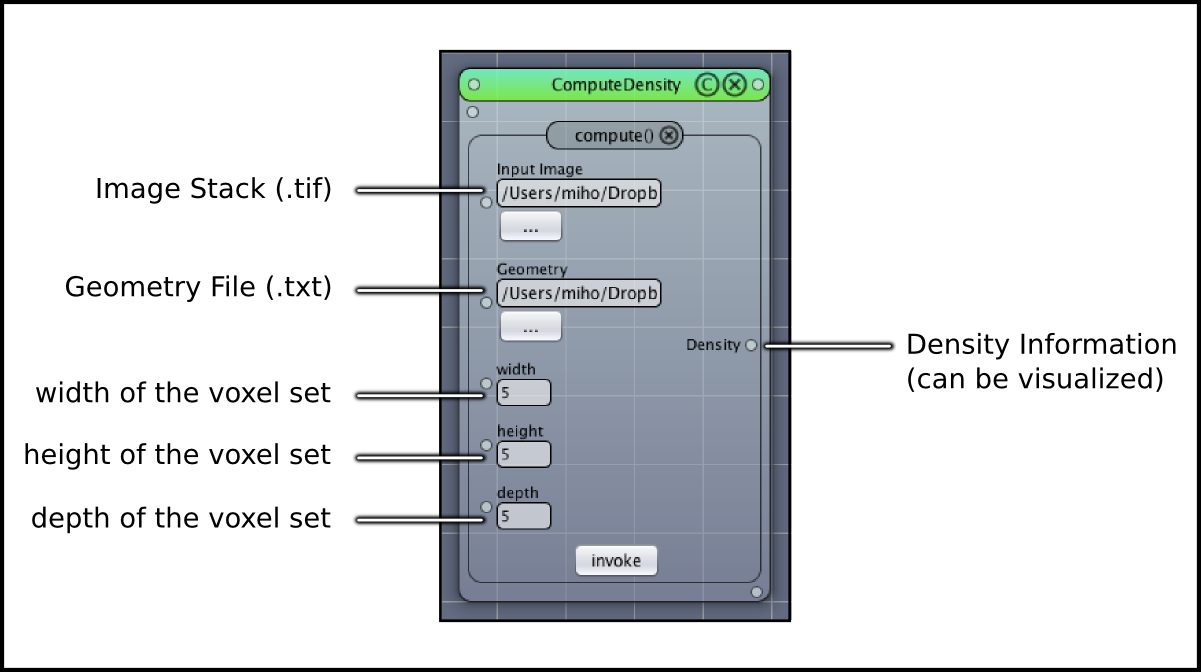 ComputeDensity C
compute()
Image Stack (.tif)
Input Image
/Users/miho/Dropb
...
Geometry File (.txt)
Geometry
/Users/miho/Dropb
...
Density
Density Information
(can be visualized)
width of the voxel set
width
5
height of the voxel set
height
5
depth of the voxel set
depth
5
invoke